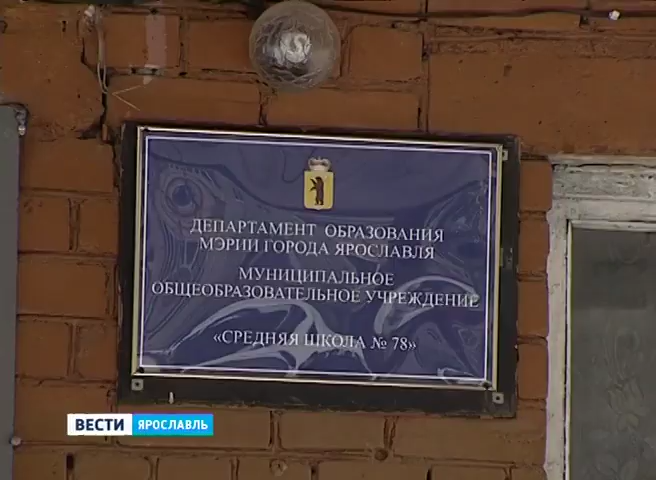 ДЕПАРТАМЕНТ ОБРАЗОВАНИЯ
МЭРИИ ГОРОДА ЯРОСЛАВЛЯ
МУНИЦИПАЛЬНОЕ
ОБЩЕОБРАЗОВАТЕЛЬНОЕ УЧРЕЖДЕНИЕ
«СРЕДНЯЯ ШКОЛА № 78»
ВЕСТИ ЯРОСЛАВЛЬ